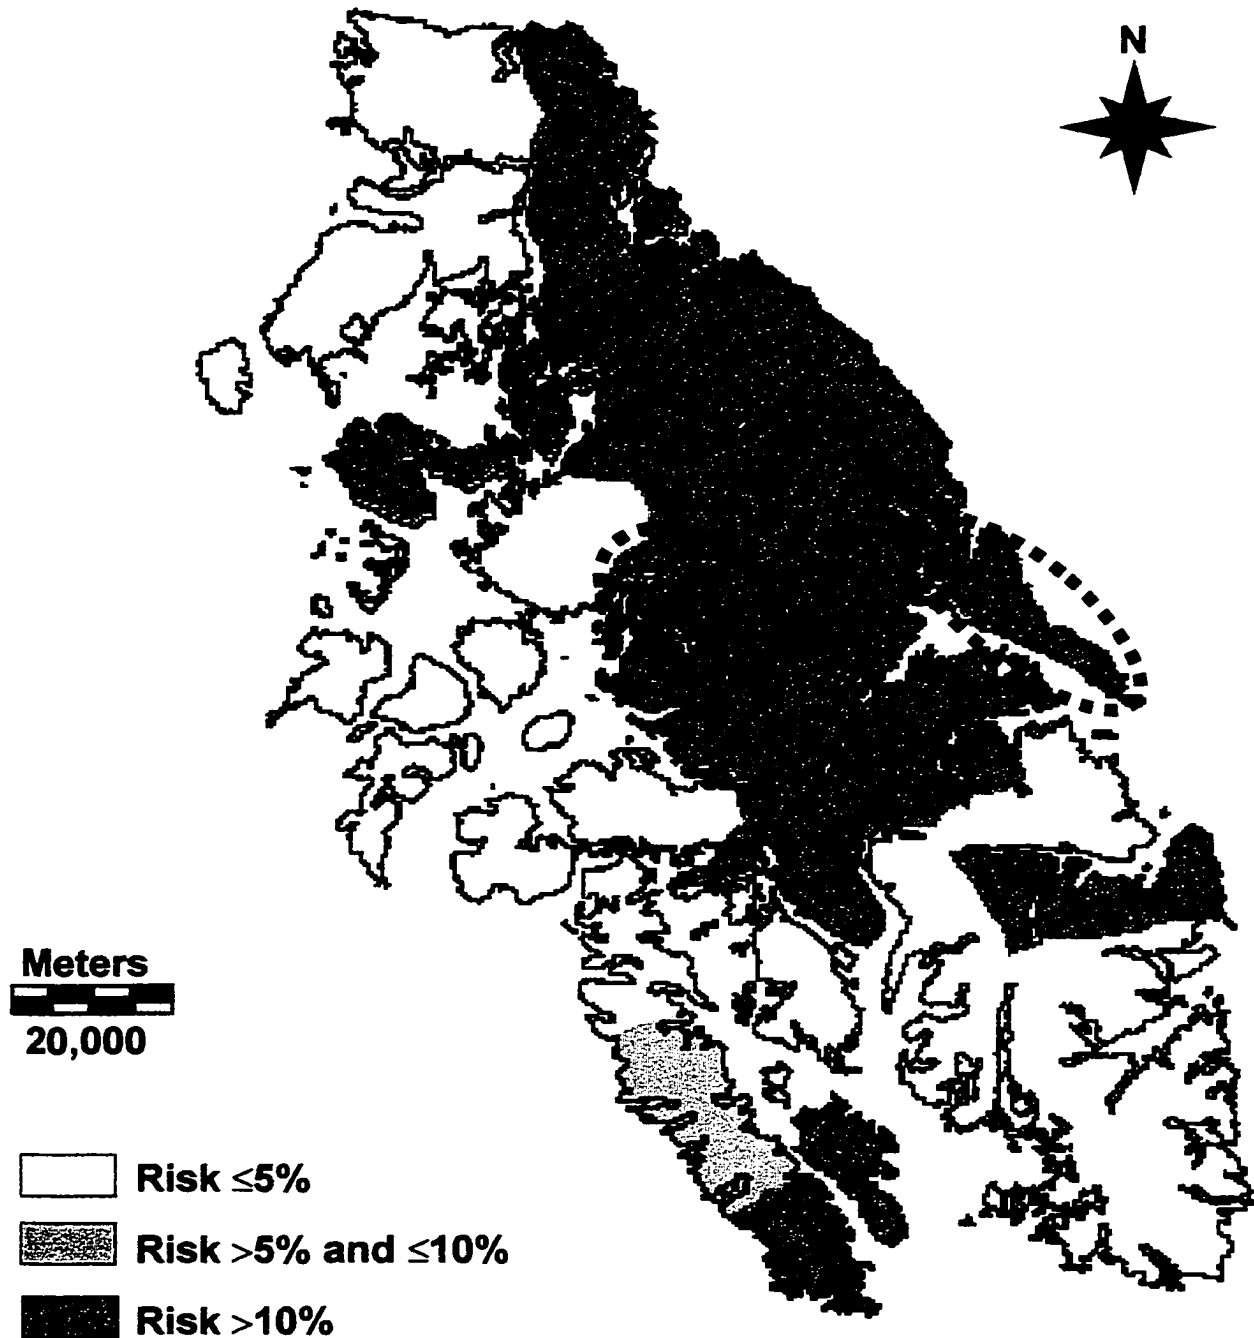 N
Meters
20,000
Risk ≤5%
Risk >5% and ≤10%
Risk >10%